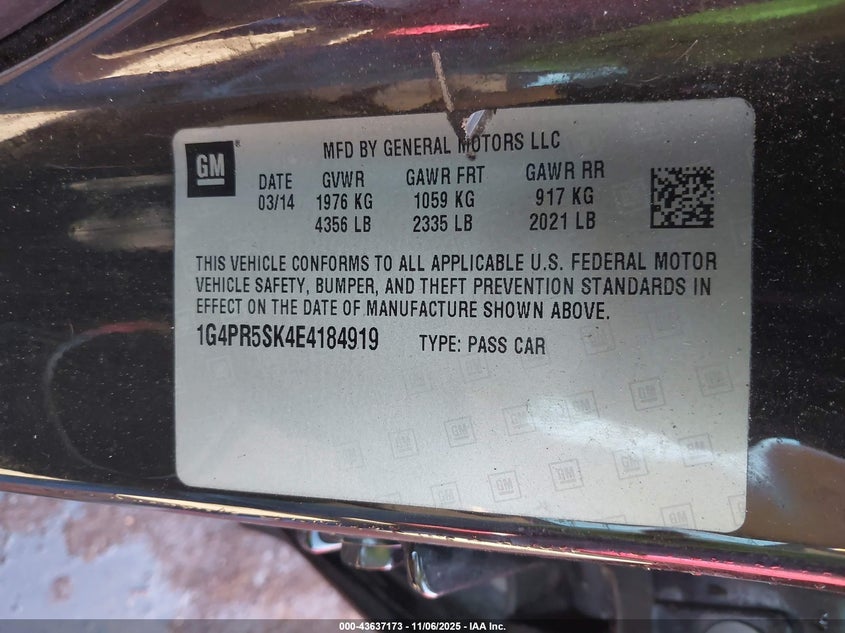 MFD BY GENERAL MOTORS LLC
GM
DATE GVWR GAWR FRT GAWR RR
03/14 1976 KG 1059 KG 917 KG
4356 LB 2335 LB 2021 LB
THIS VEHICLE CONFORMS TO ALL APPLICABLE U.S. FEDERAL MOTOR
VEHICLE SAFETY, BUMPER, AND THEFT PREVENTION STANDARDS IN
EFFECT ON THE DATE OF MANUFACTURE SHOWN ABOVE.
1G4PR5SK4E4184919 TYPE: PASS CAR
000-43637173 - 11/06/2025 - IAA Inc.